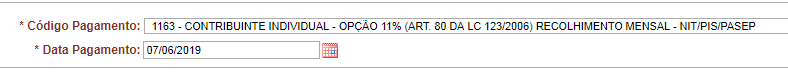 * Código Pagamento: 1163 - CONTRIBUINTE INDIVIDUAL - OPÇÃO 11% (ART. 80 DA LC 123/2006) RECOLHIMENTO MENSAL - NIT/PIS/PASEP
* Data Pagamento: 07/06/2019